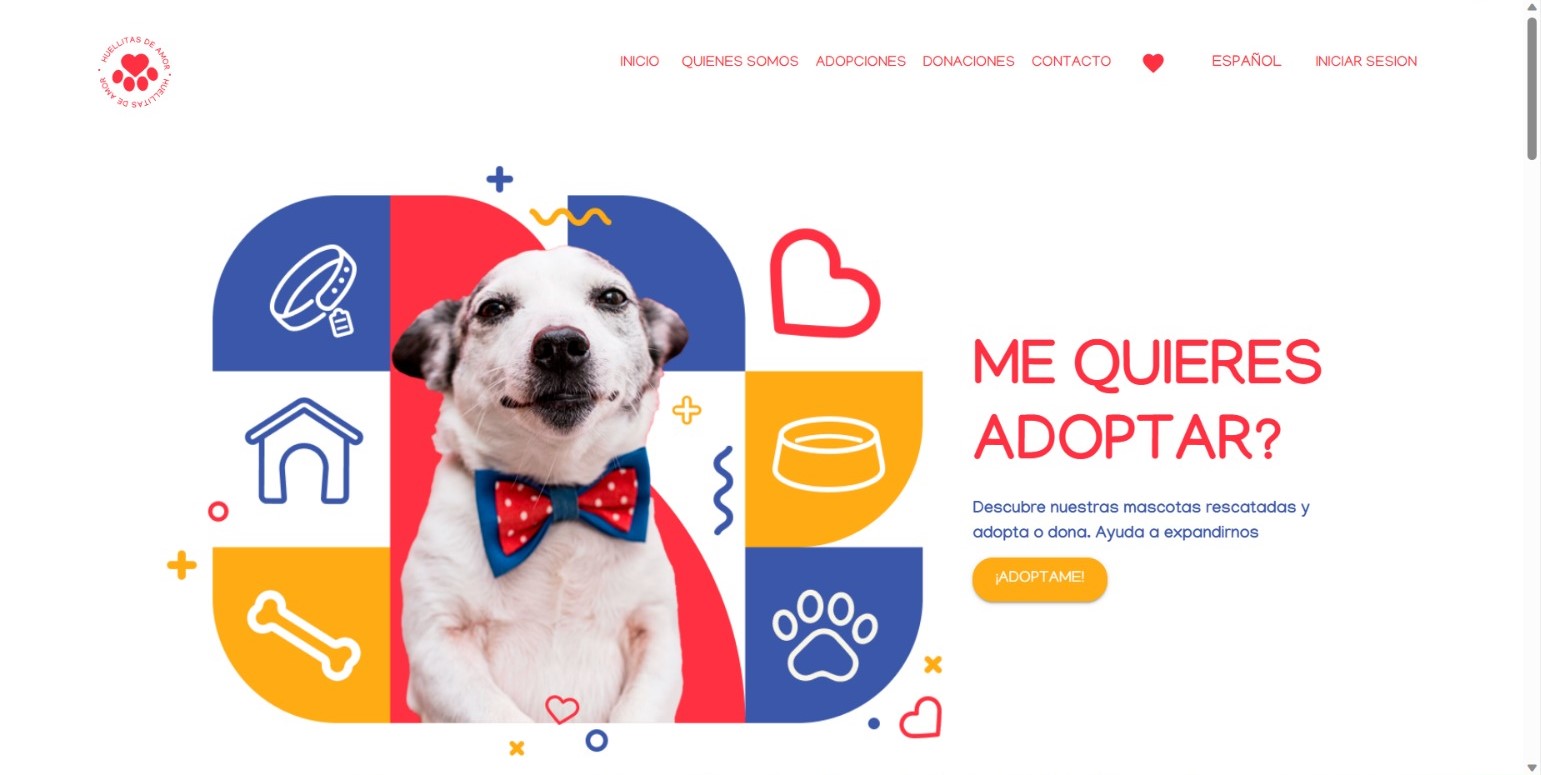 HUELLITAS DE AMOR • HUELLITAS DE AMOR •
INICIO QUIENES SOMOS ADOPCIONES DONACIONES CONTACTO ESPAÑOL INICIAR SESION
ME QUIERES
ADOPTAR?
Descubre nuestras mascotas rescatadas y
adopta o dona. Ayuda a expandirnos
¡ADOPTAME!